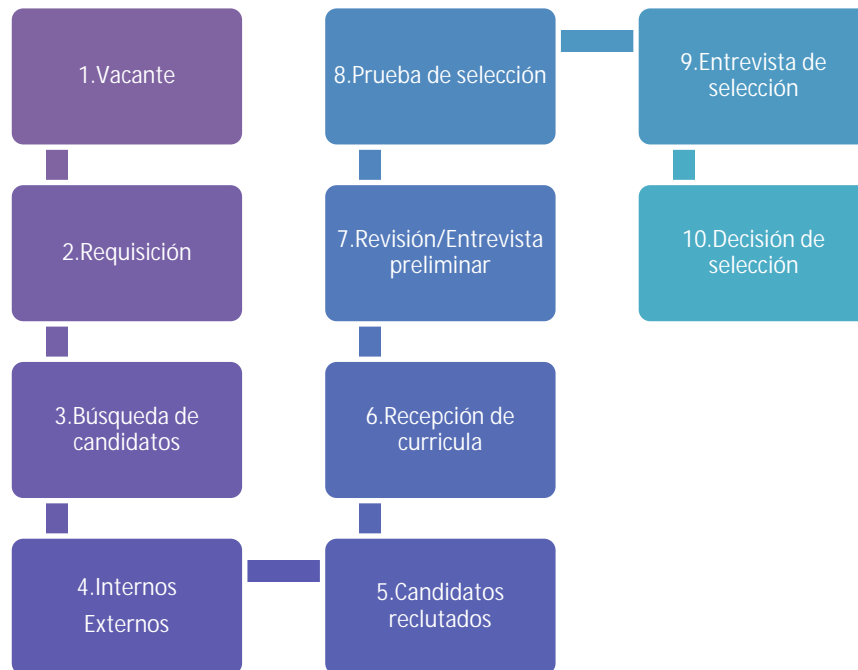 1.Vacante
2.Requisición
3.Búsqueda de
candidatos
4.Internos
Externos
5.Candidatos
reclutados
6.Recepción de
curricula
7.Revisión/Entrevista
preliminar
8.Prueba de selección
9.Entrevista de
selección
10.Decisión de
selección